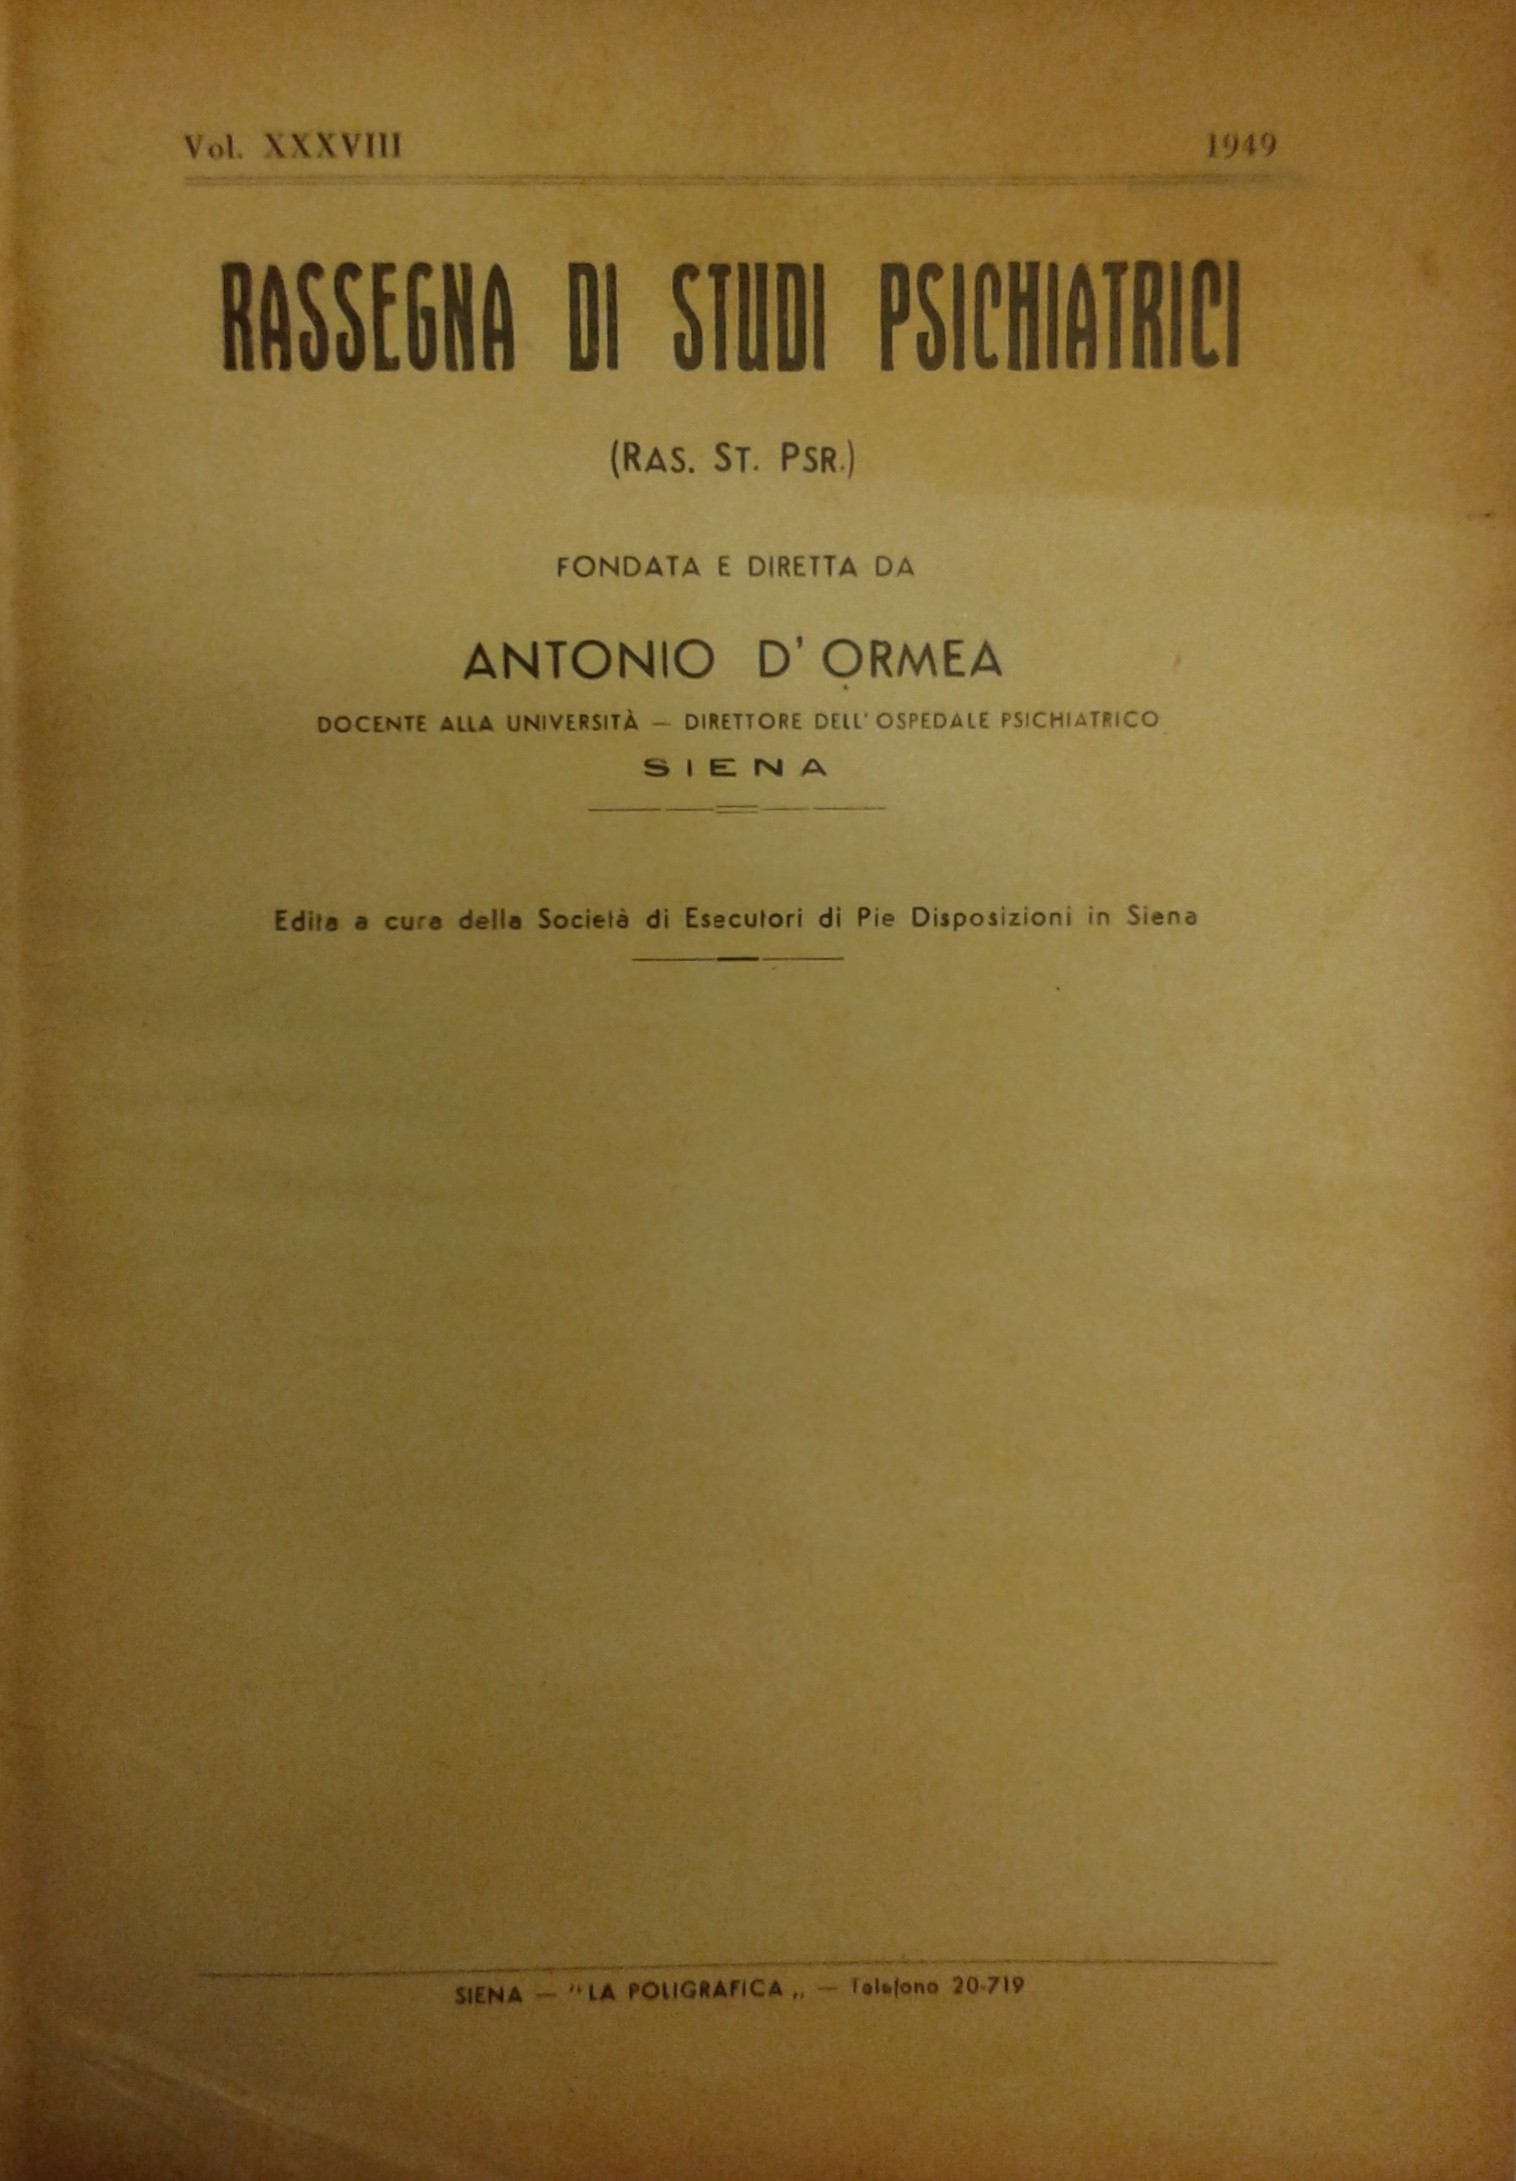 Vol. XXXVIII 1949
RASSEGNA DI STUDI PSICHIATRICI
(RAS. ST. PSR.)
FONDATA E DIRETTA DA
ANTONIO D' ORMEA
DOCENTE ALLA UNIVERSITÀ — DIRETTORE DELL' OSPEDALE PSICHIATRICO
SIENA
Edita a cura della Società di Esecutori di Pie Disposizioni in Siena
SIENA — "LA POLIGRAFICA „ — Telefono 20-719